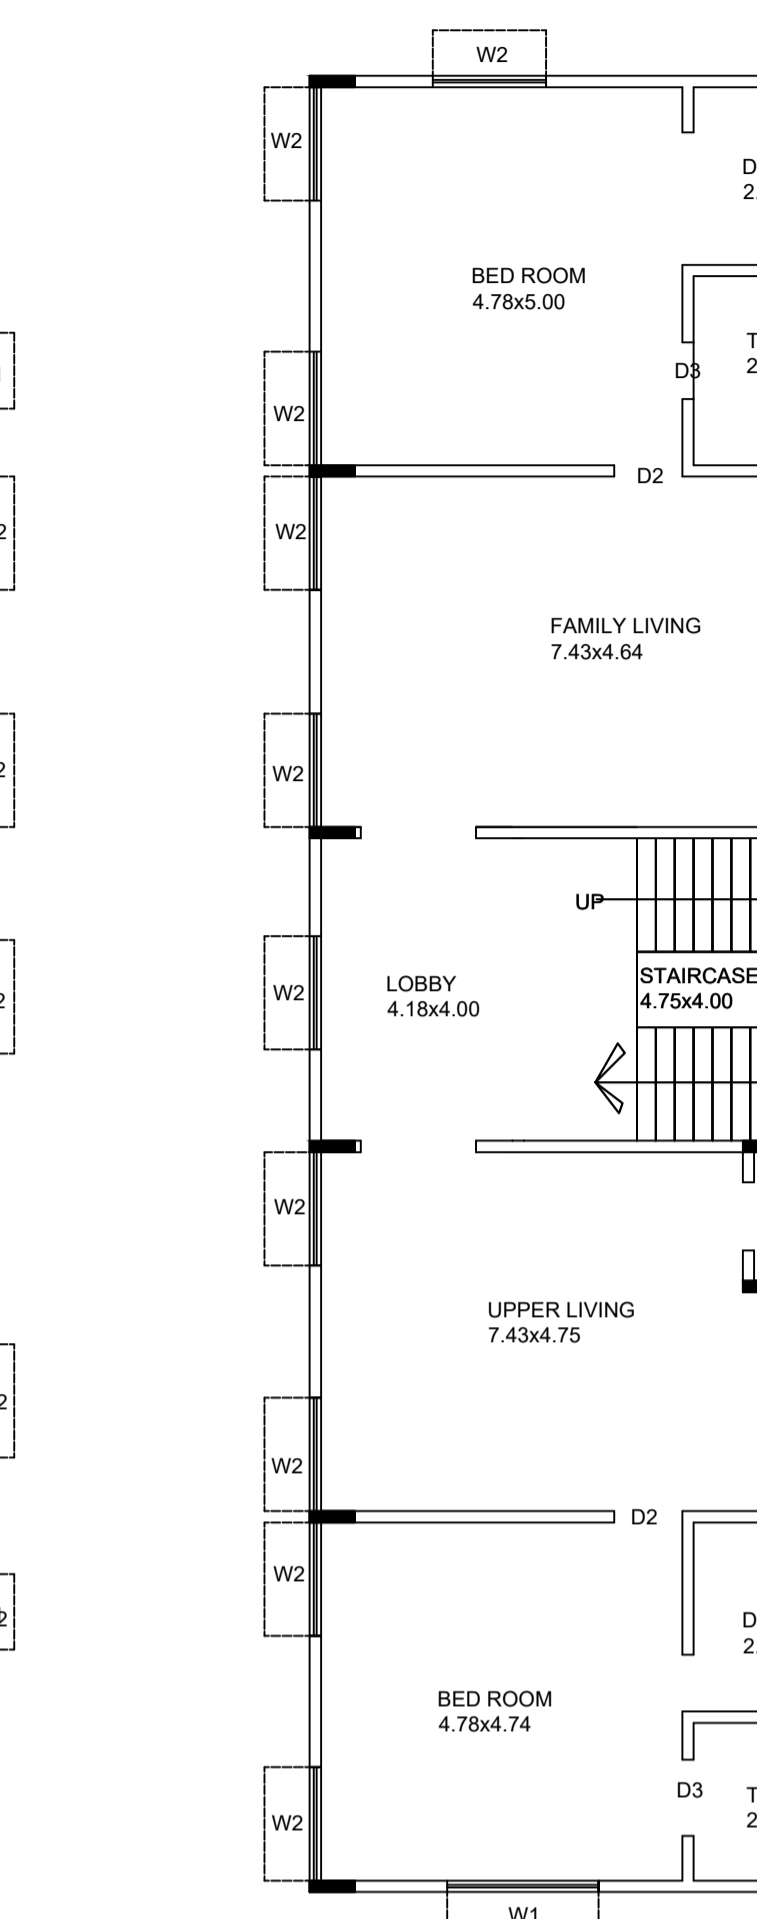 W2
W2
BED ROOM
4.78x5.00
D3
W2
D2
W2
FAMILY LIVING
7.43x4.64
W2
UP
LOBBY
4.18x4.00
W2
STAIRCASE
4.75x4.00
W2
UPPER LIVING
7.43x4.75
W2
D2
W2
BED ROOM
4.78x4.74
D3
W2
W1